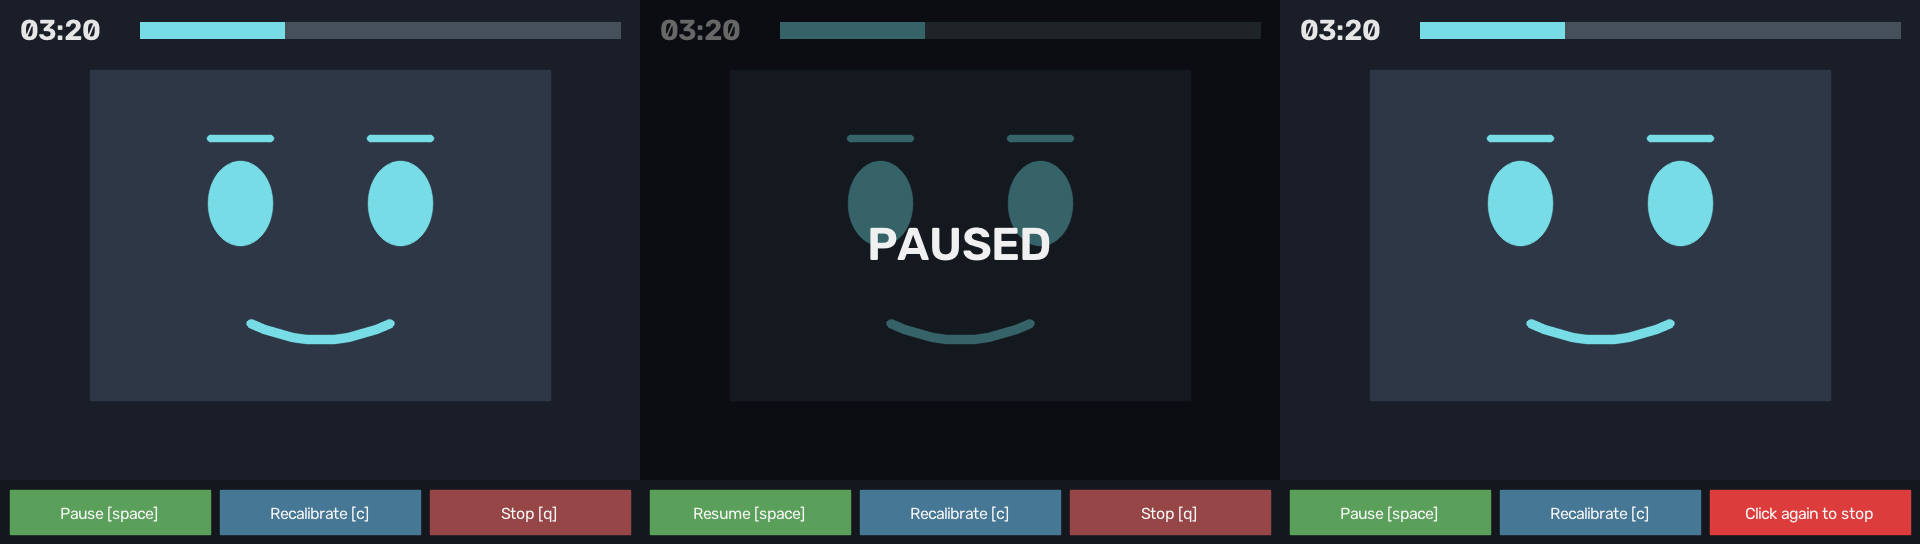 03:20
Pause [space] Recalibrate [c] Stop [q]
03:20
PAUSED
Resume [space] Recalibrate [c] Stop [q]
03:20
Pause [space] Recalibrate [c] Click again to stop